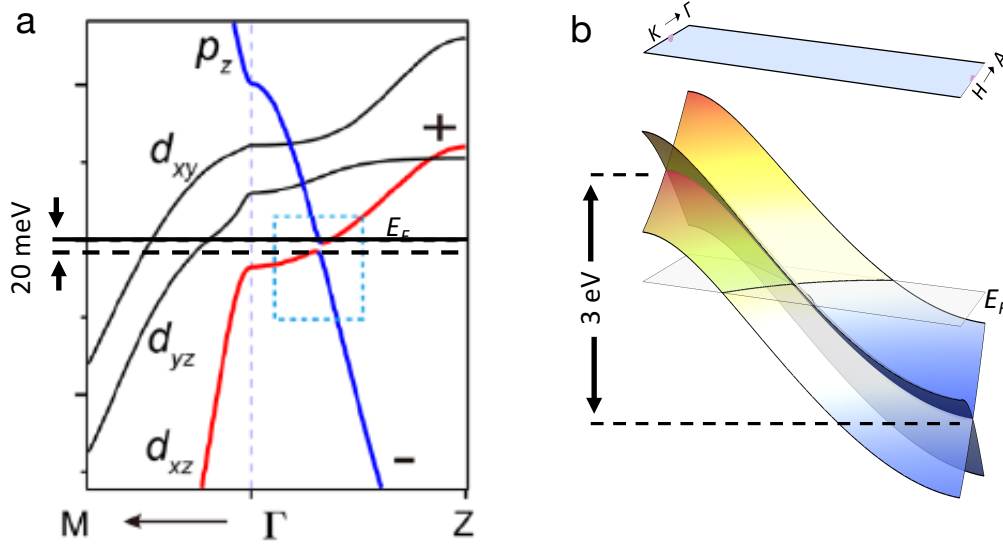 a
p_z
d_xy
+
20 meV
E_F
d_yz
d_xz
-
M
Γ
Z
b
K → Γ
H → A
3 eV
E_F